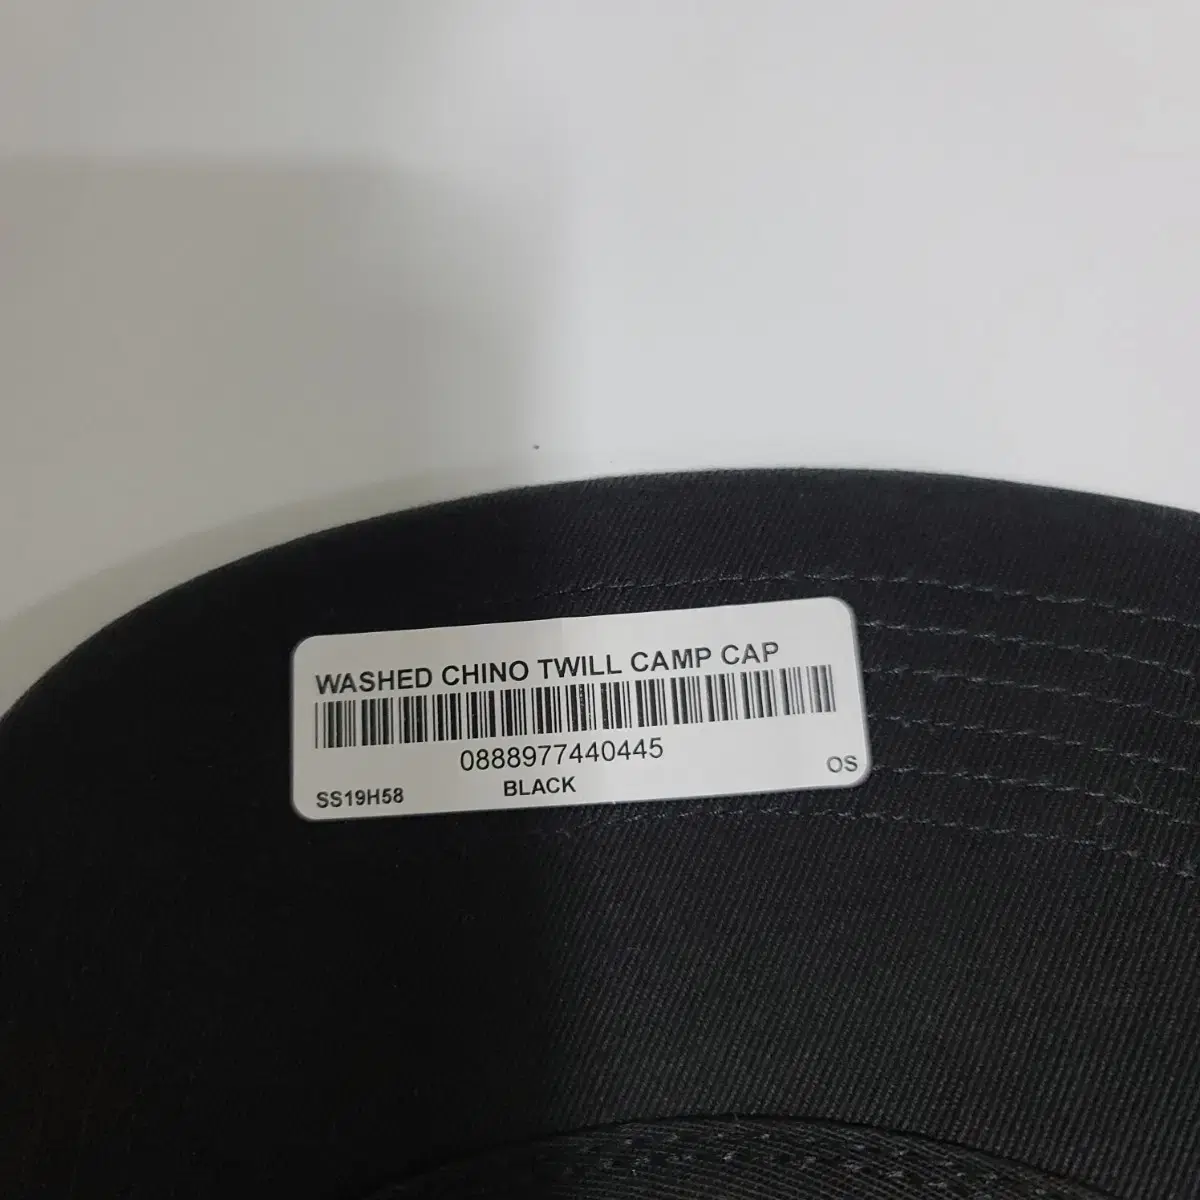 WASHED CHINO TWILL CAMP CAP
0888977440445
SS19H58 BLACK OS